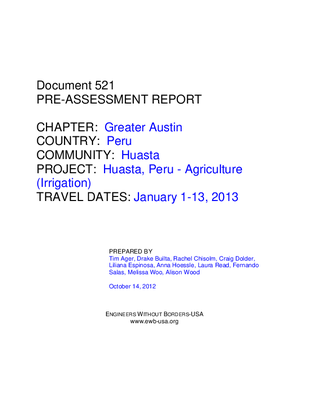 Document 521
PRE-ASSESSMENT REPORT
CHAPTER: Greater Austin
COUNTRY: Peru
COMMUNITY: Huasta
PROJECT: Huasta, Peru - Agriculture
(Irrigation)
TRAVEL DATES: January 1-13, 2013
PREPARED BY
Tim Ager, Drake Builta, Rachel Chisolm, Craig Dolder,
Liliana Espinosa, Anna Hoessle, Laura Read, Fernando
Salas, Melissa Woo, Alison Wood
October 14, 2012
ENGINEERS WITHOUT BORDERS-USA
www.ewb-usa.org